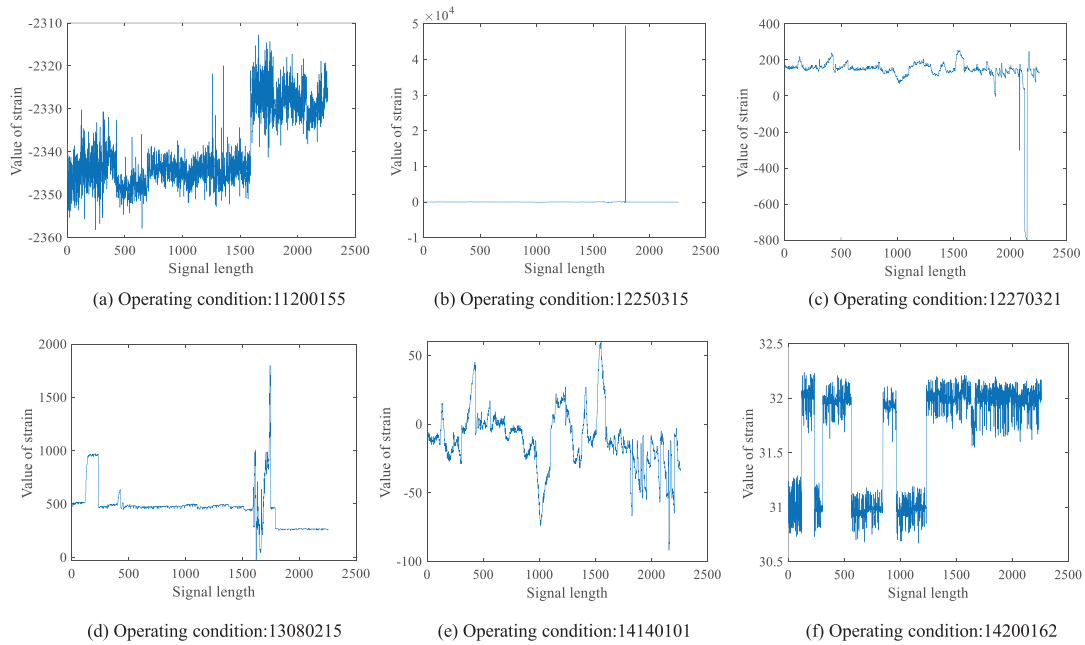 -2310
-2320
-2330
-2340
-2350
-2360
0 500 1000 1500 2000 2500
Value of strain
Signal length
(a) Operating condition:11200155
×10⁴
5
4
3
2
1
0
-1
0 500 1000 1500 2000 2500
Value of strain
Signal length
(b) Operating condition:12250315
400
200
0
-200
-400
-600
-800
0 500 1000 1500 2000 2500
Value of strain
Signal length
(c) Operating condition:12270321
2000
1500
1000
500
0
0 500 1000 1500 2000 2500
Value of strain
Signal length
(d) Operating condition:13080215
50
0
-50
-100
0 500 1000 1500 2000 2500
Value of strain
Signal length
(e) Operating condition:14140101
32.5
32
31.5
31
30.5
0 500 1000 1500 2000 2500
Value of strain
Signal length
(f) Operating condition:14200162